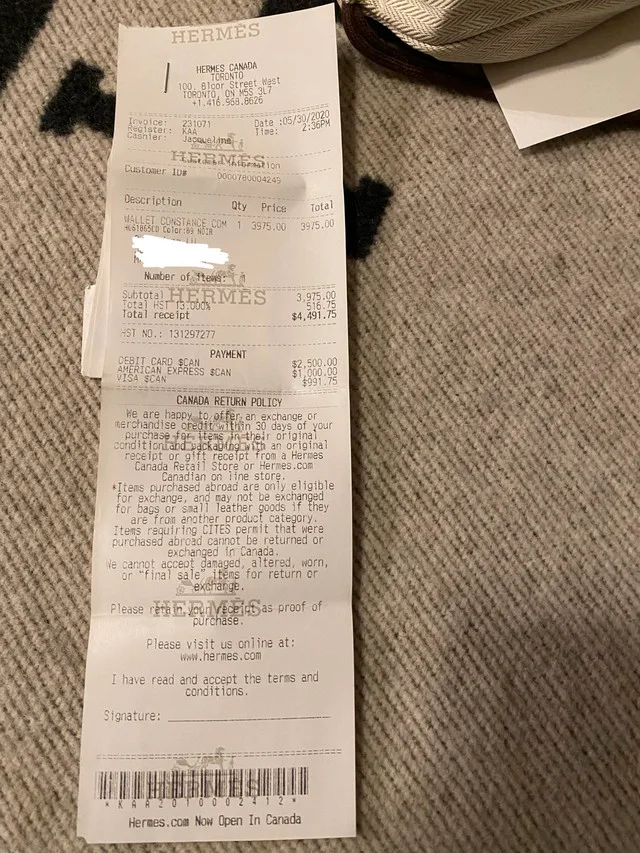 HERMÈS
HERMES CANADA
TORONTO
100, Bloor Street West
TORONTO, ON M5S 3L7
+1.416.968.8626
Invoice: 231071 Date :05/30/2020
Register: KAA Time: 2:36PM
Cashier: Jacqueline
HERMÈS
Customer Information
Customer ID# 0000780004249
Description Qty Price Total
WALLET CONSTANCE COM 1 3975.00 3975.00
Color:89 NOIR
Number of items: 1
HERMÈS
Subtotal 3,975.00
Total HST 13.000% 516.75
Total receipt $4,491.75
HST NO.: 131297277
PAYMENT
DEBIT CARD $CAN $2,500.00
AMERICAN EXPRESS $CAN $1,000.00
VISA $CAN $991.75
CANADA RETURN POLICY
We are happy to offer an exchange or
merchandise credit within 30 days of your
purchase for items in their original
condition and packaging with an original
HERMÈS
receipt or gift receipt from a Hermes
Canada Retail Store or Hermes.com
Canadian on line store.
*Items purchased abroad are only eligible
for exchange, and may not be exchanged
for bags or small leather goods if they
are from another product category.
Items requiring CITES permit that were
purchased abroad cannot be returned or
exchanged in Canada.
We cannot accept damaged, altered, worn,
or "final sale" items for return or
exchange.
Please retain your receipt as proof of
HERMÈS
purchase.
Please visit us online at:
www.hermes.com
I have read and accept the terms and
conditions.
Signature:
HERMÈS
*KAA2010002412*
Hermes.com Now Open In Canada